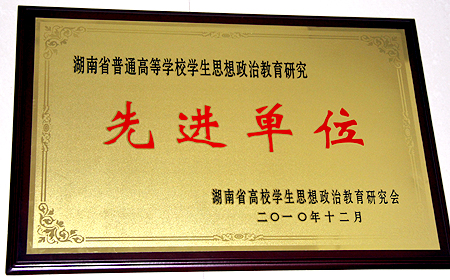 湖南省普通高等学校学生思想政治教育研究
先进单位
湖南省高校学生思想政治教育研究会
二〇一〇年十二月